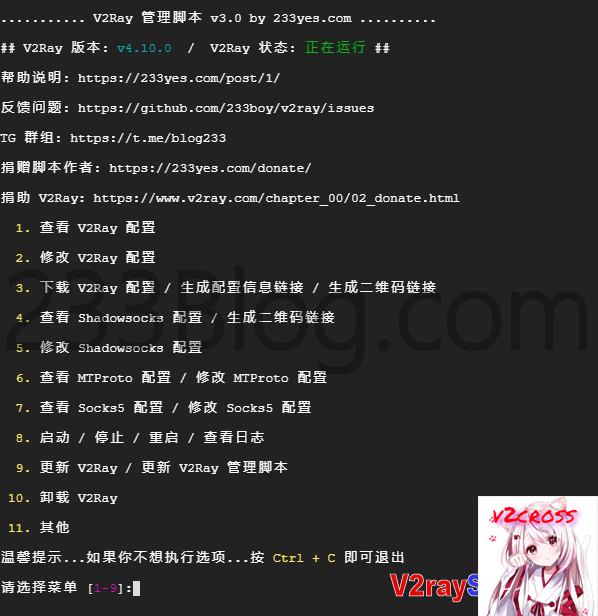 ........... V2Ray 管理脚本 v3.0 by 233yes.com ..........
## V2Ray 版本: v4.10.0  /  V2Ray 状态: 正在运行 ##
帮助说明: https://233yes.com/post/1/
反馈问题: https://github.com/233boy/v2ray/issues
TG 群组: https://t.me/blog233
捐赠脚本作者: https://233yes.com/donate/
捐助 V2Ray: https://www.v2ray.com/chapter_00/02_donate.html
1. 查看 V2Ray 配置
2. 修改 V2Ray 配置
3. 下载 V2Ray 配置 / 生成配置信息链接 / 生成二维码链接
4. 查看 Shadowsocks 配置 / 生成二维码链接
5. 修改 Shadowsocks 配置
6. 查看 MTProto 配置 / 修改 MTProto 配置
7. 查看 Socks5 配置 / 修改 Socks5 配置
8. 启动 / 停止 / 重启 / 查看日志
9. 更新 V2Ray / 更新 V2Ray 管理脚本
10. 卸载 V2Ray
11. 其他
温馨提示...如果你不想执行选项...按 Ctrl + C 即可退出
请选择菜单 [1-9]:
233Blog.com
v2cross
V2rayS